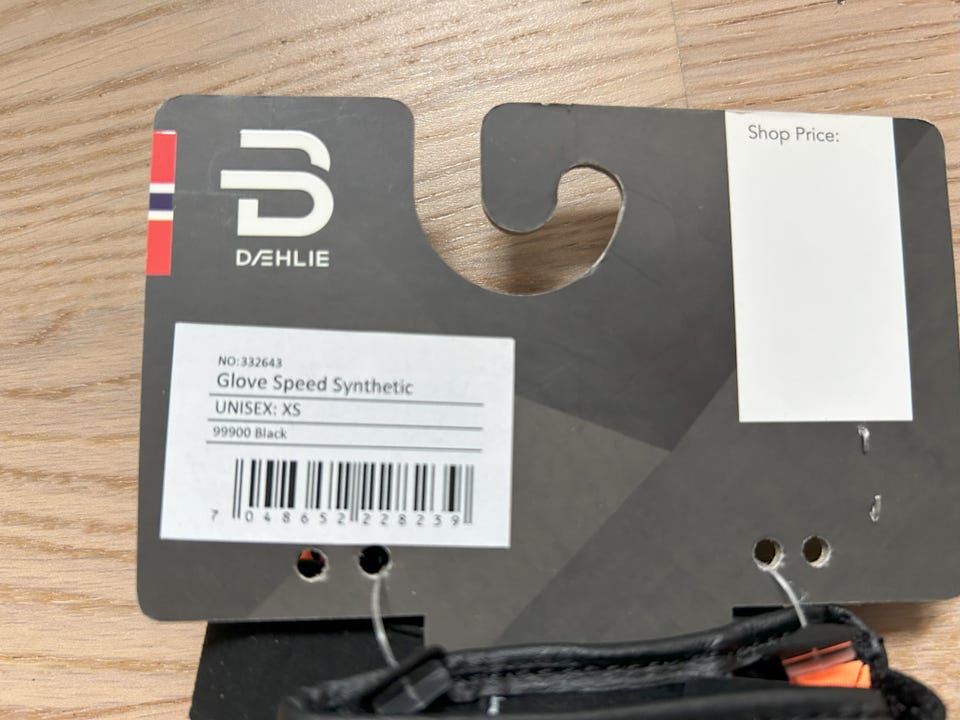 DÆHLIE
Shop Price:
NO:332643
Glove Speed Synthetic
UNISEX: XS
99900 Black
7 048652 228239